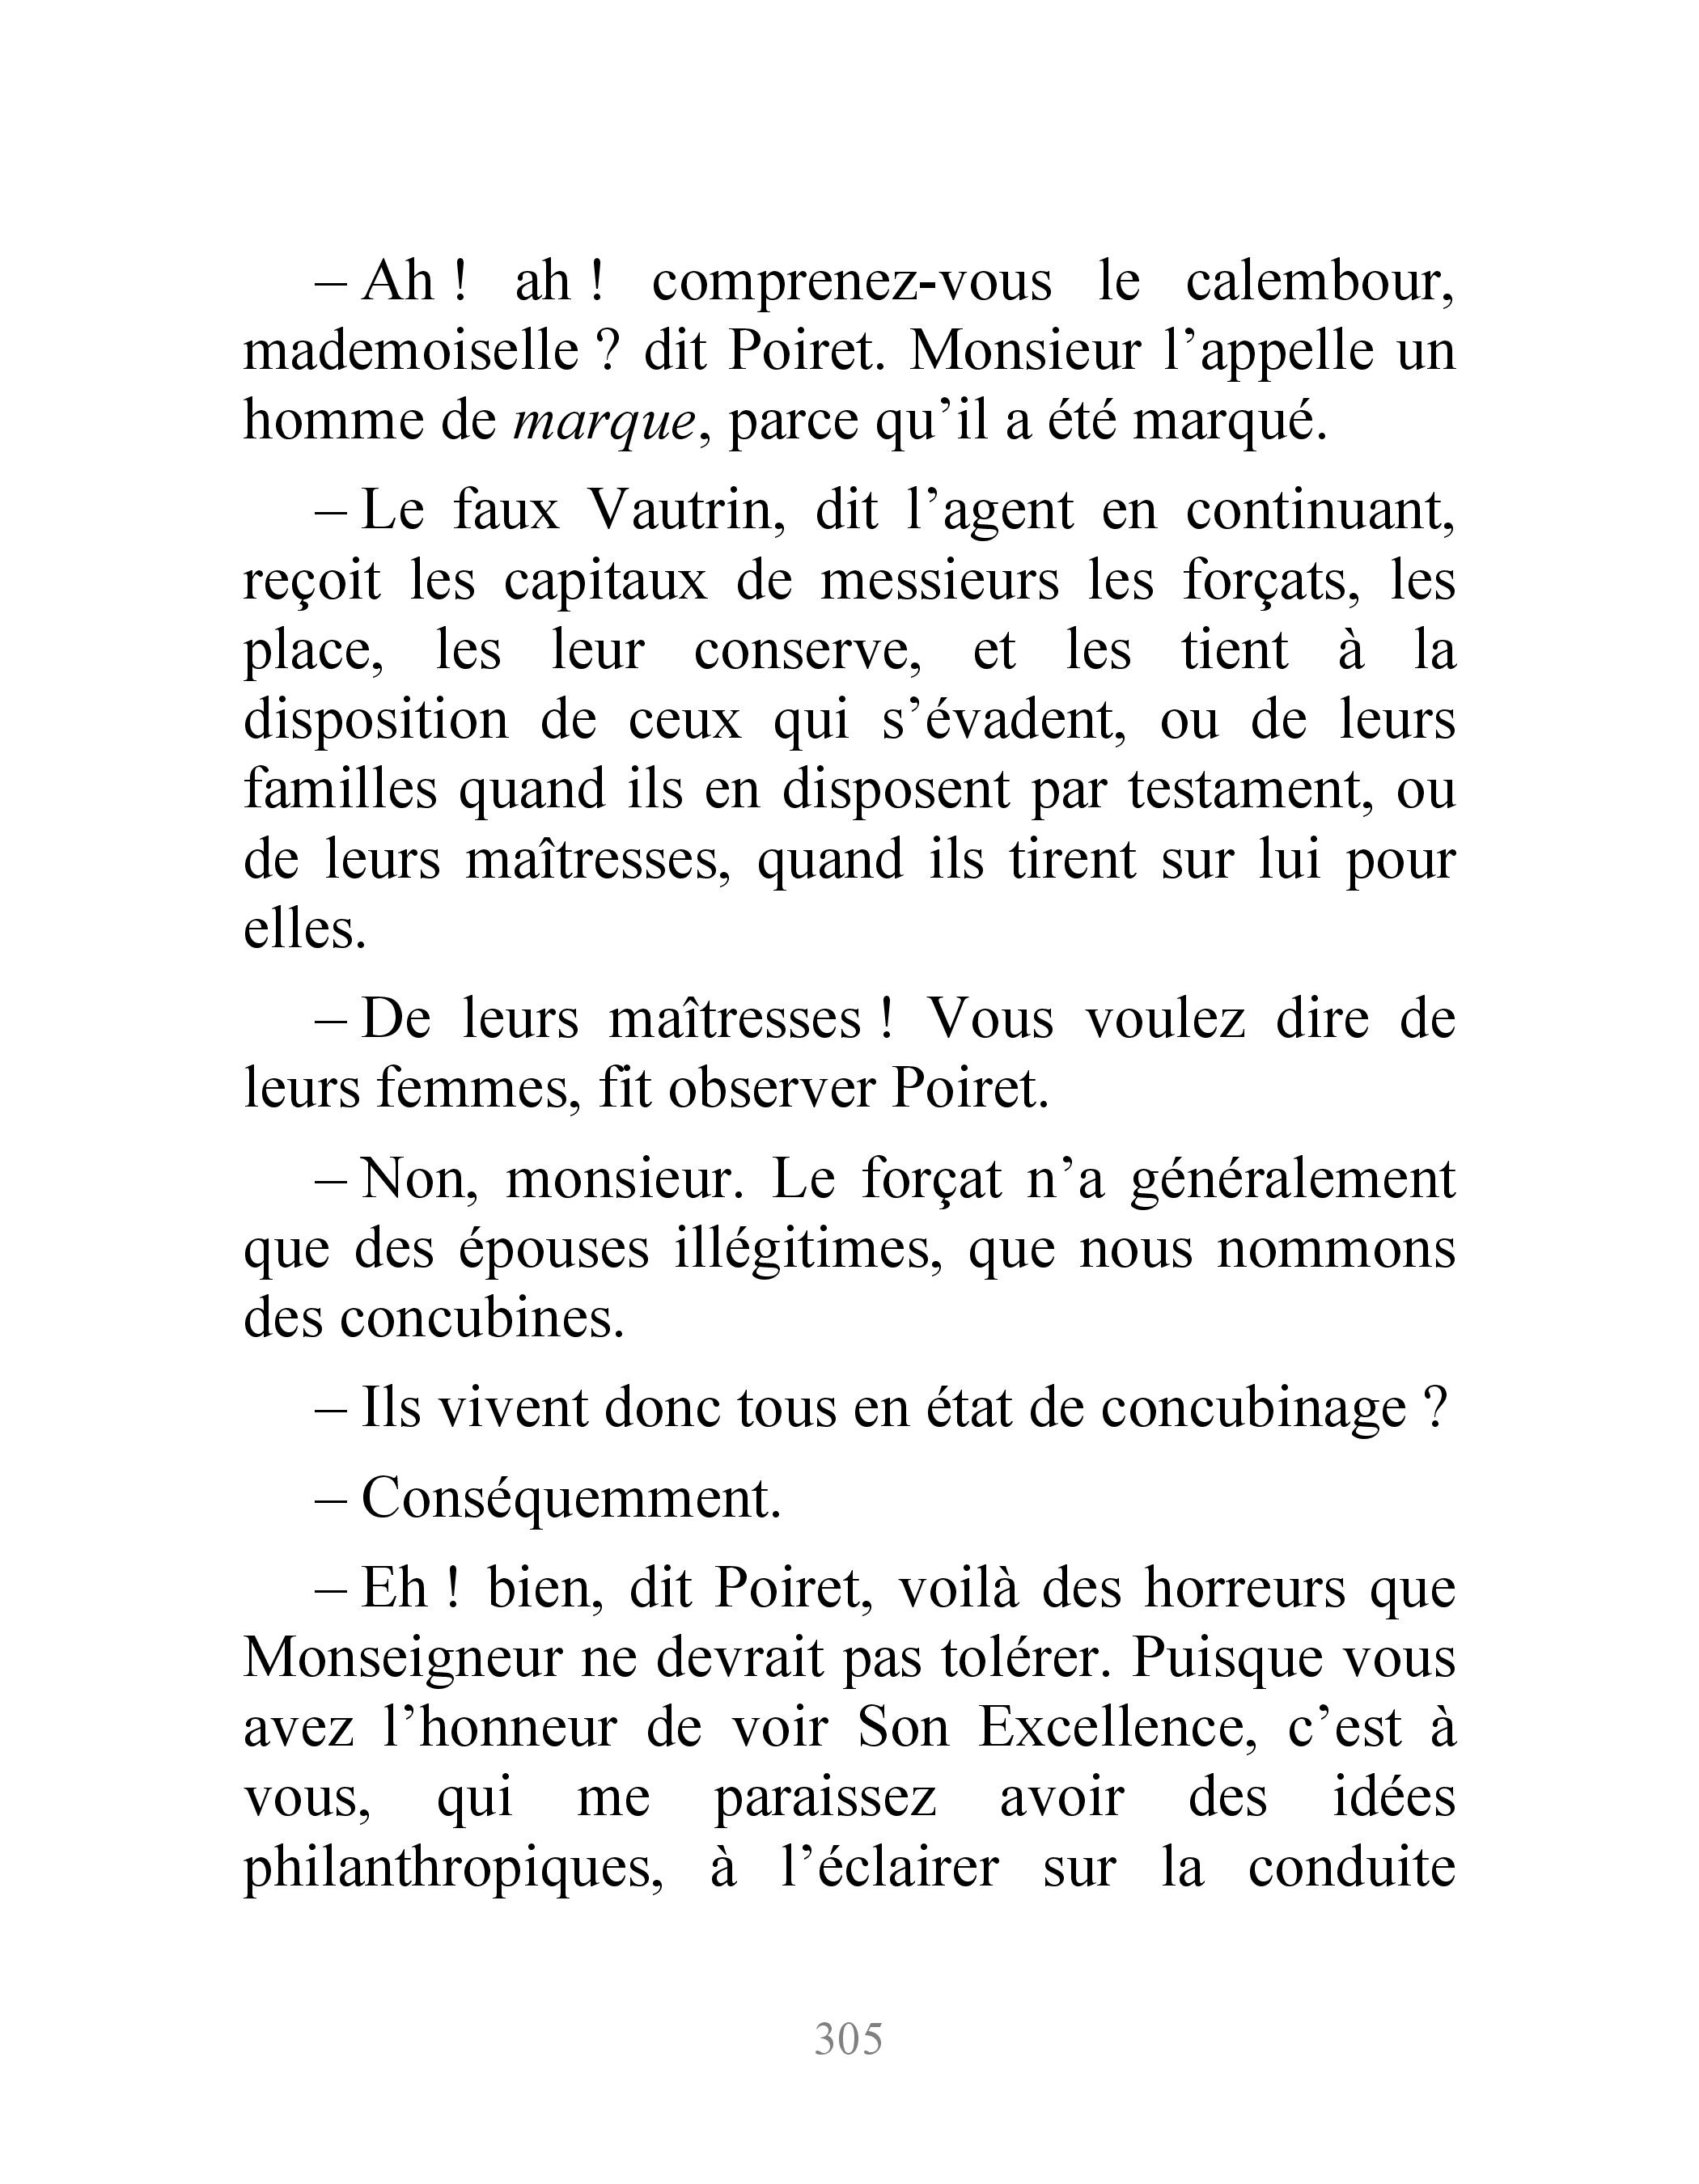 – Ah ! ah ! comprenez-vous le calembour,
mademoiselle ? dit Poiret. Monsieur l’appelle un
homme de marque, parce qu’il a été marqué.
– Le faux Vautrin, dit l’agent en continuant,
reçoit les capitaux de messieurs les forçats, les
place, les leur conserve, et les tient à la
disposition de ceux qui s’évadent, ou de leurs
familles quand ils en disposent par testament, ou
de leurs maîtresses, quand ils tirent sur lui pour
elles.
– De leurs maîtresses ! Vous voulez dire de
leurs femmes, fit observer Poiret.
– Non, monsieur. Le forçat n’a généralement
que des épouses illégitimes, que nous nommons
des concubines.
– Ils vivent donc tous en état de concubinage ?
– Conséquemment.
– Eh ! bien, dit Poiret, voilà des horreurs que
Monseigneur ne devrait pas tolérer. Puisque vous
avez l’honneur de voir Son Excellence, c’est à
vous, qui me paraissez avoir des idées
philanthropiques, à l’éclairer sur la conduite
305